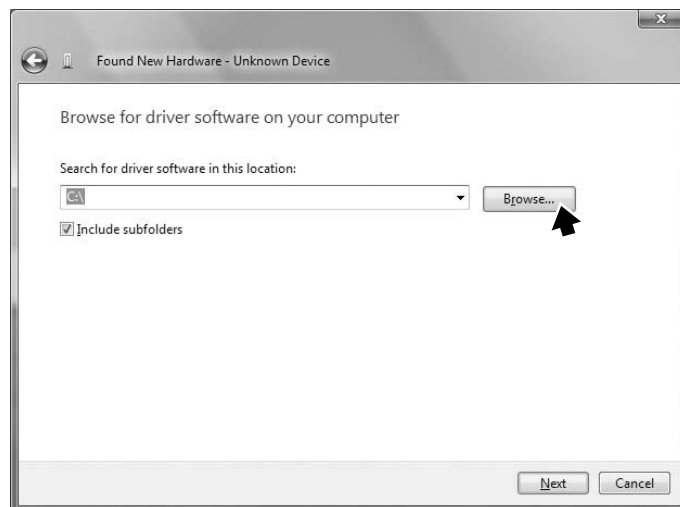 Found New Hardware - Unknown Device
Browse for driver software on your computer
Search for driver software in this location:
C:\
Browse...
Include subfolders
Next
Cancel